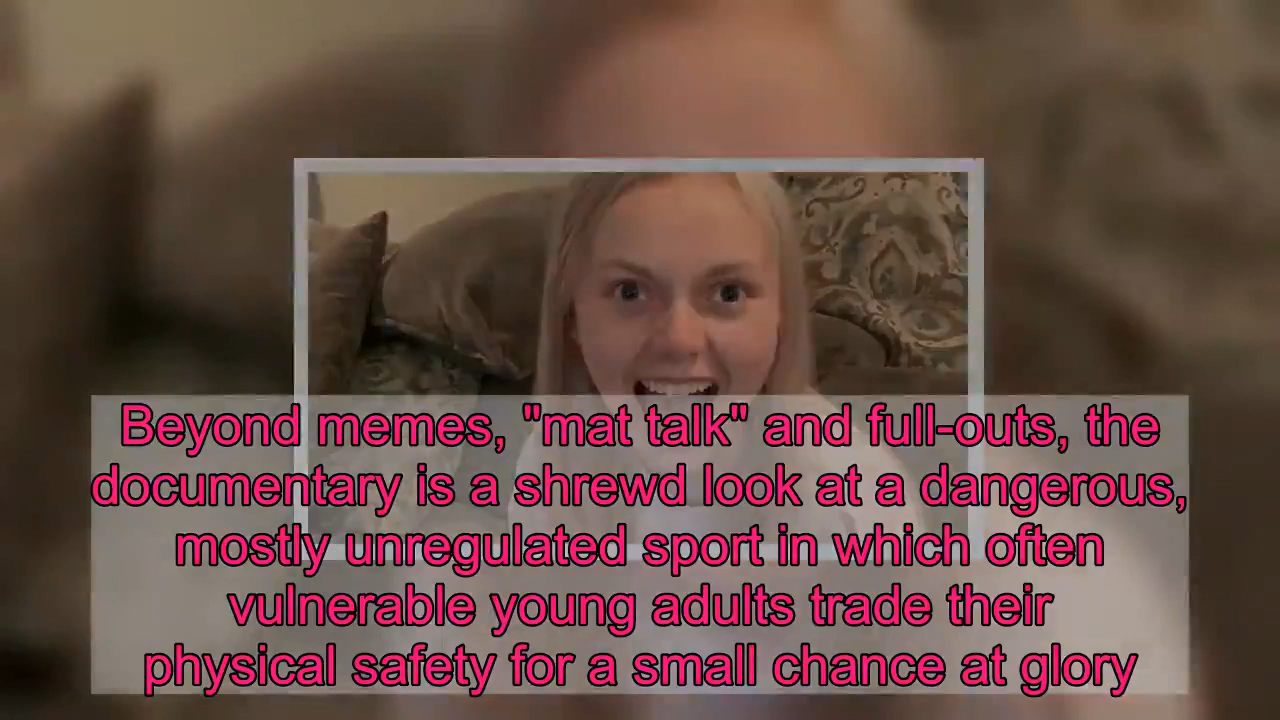 Beyond memes, "mat talk" and full-outs, the
documentary is a shrewd look at a dangerous,
mostly unregulated sport in which often
vulnerable young adults trade their
physical safety for a small chance at glory